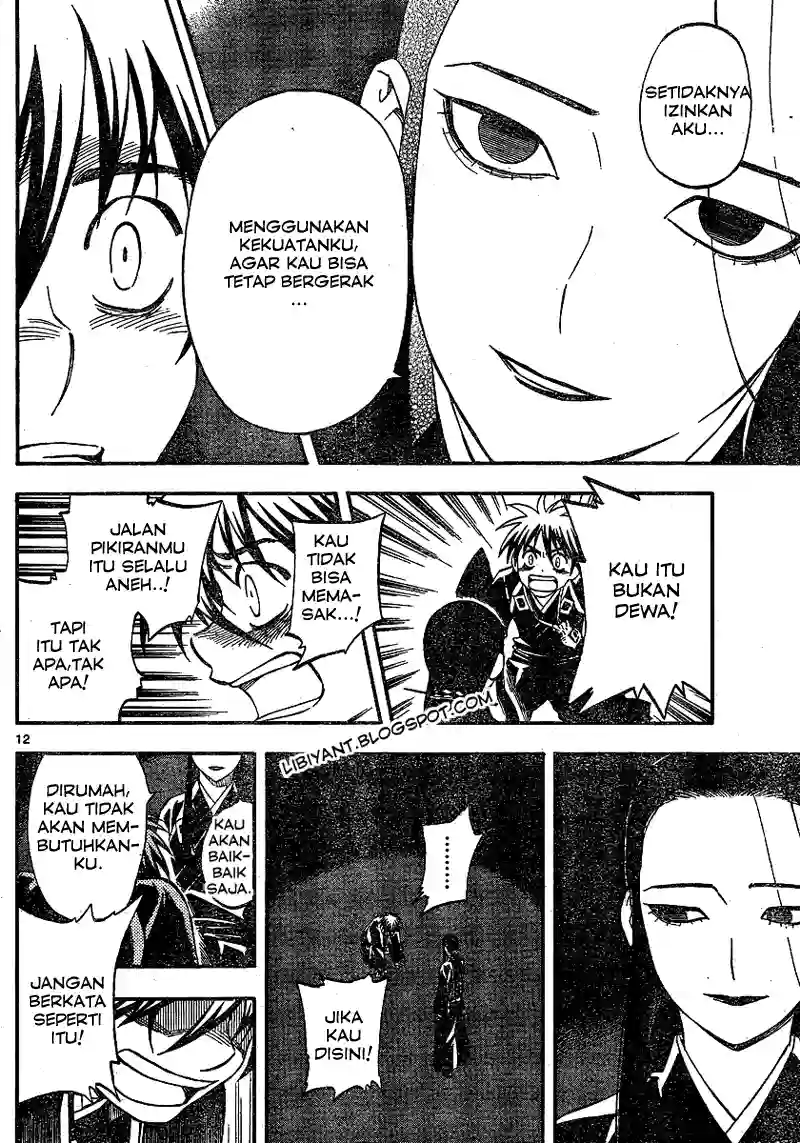 SETIDAKNYA
IZINKAN
AKU...
MENGGUNAKAN
KEKUATANKU,
AGAR KAU BISA
TETAP BERGERAK
...
KAU ITU
BUKAN
DEWA!
KAU
TIDAK
BISA
MEMA-
SAK...!
JALAN
PIKIRANMU
ITU SELALU
ANEH..!
TAPI
ITU TAK
APA,TAK
APA!
LIBIYANT.BLOGSPOT.COM
12
.......
JIKA
KAU
DISINI!
KAU
AKAN
BAIK-
BAIK
SAJA.
DIRUMAH,
KAU TIDAK
AKAN MEM-
BUTUHKAN-
KU.
JANGAN
BERKATA
SEPERTI
ITU!